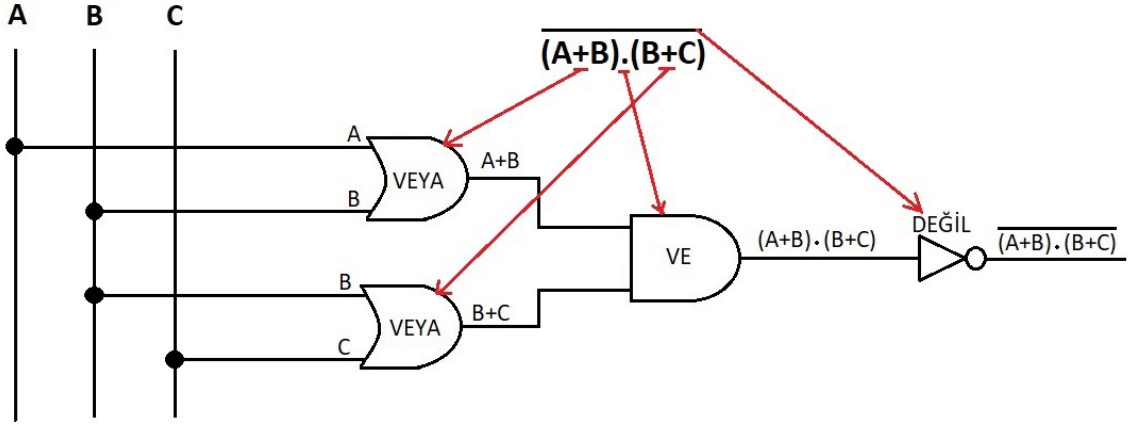 A B C
(A+B).(B+C)
A
VEYA
B
A+B
B
VEYA
C
B+C
VE
(A+B).(B+C)
DEĞİL
(A+B).(B+C)